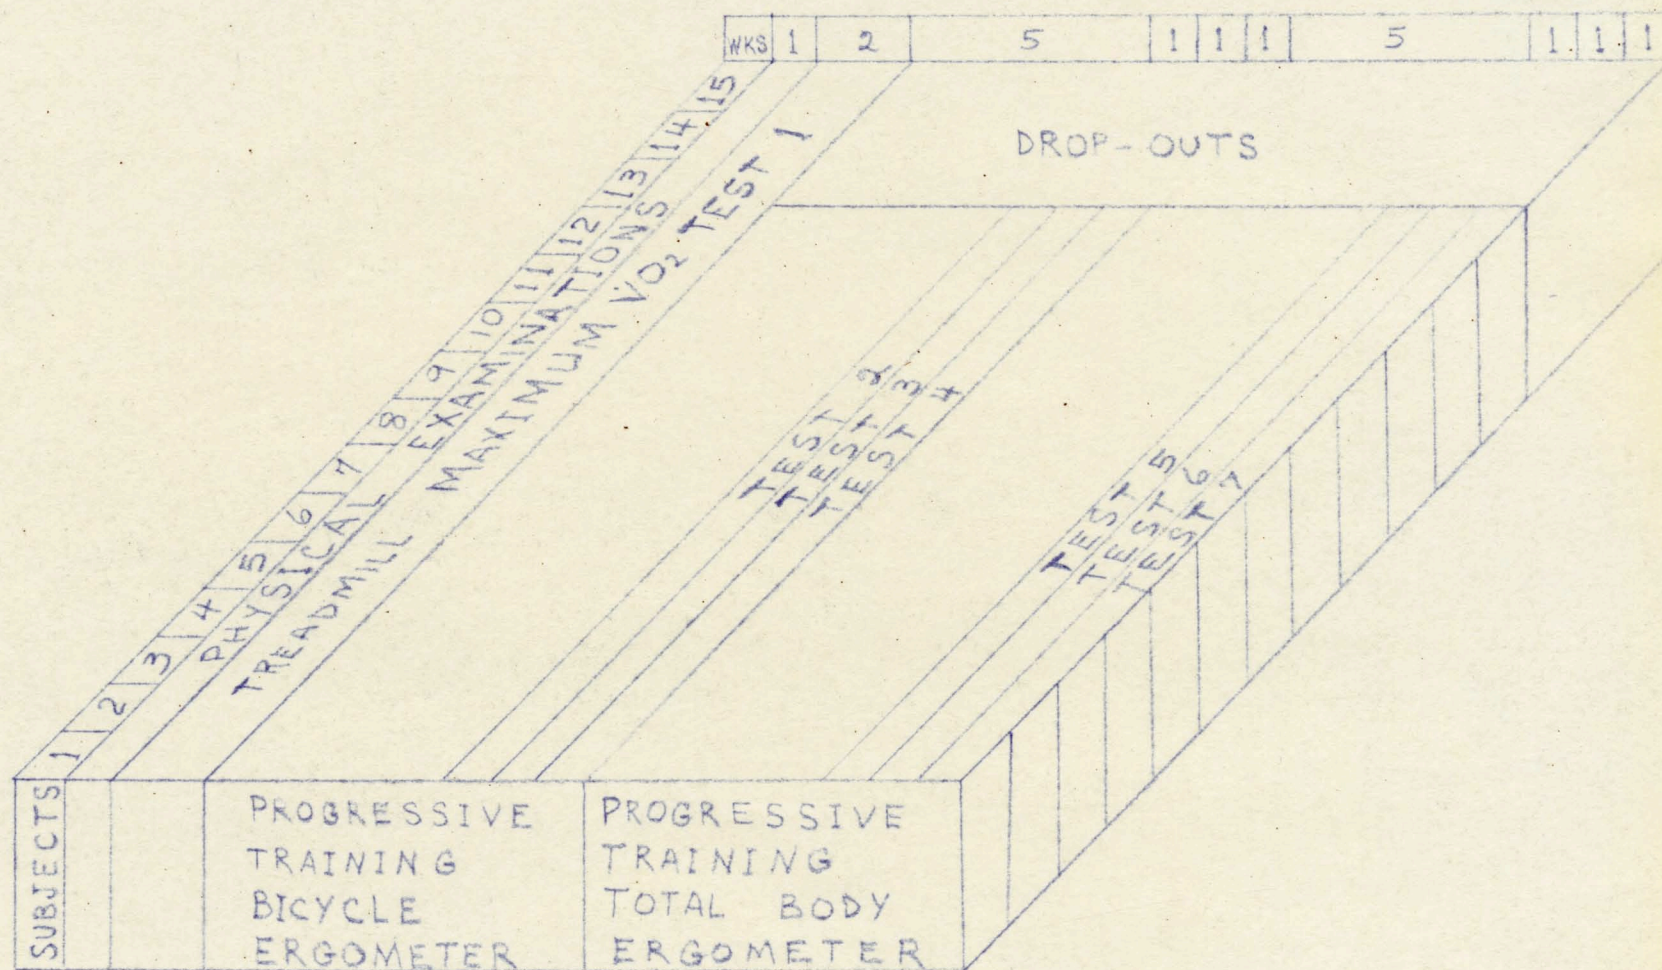 WKS 1 2 5 1 1 1 5 1 1 1
DROP-OUTS
1 2 3 4 5 6 7 8 9 10 11 12 13 14 15
PHYSICAL EXAMINATIONS
TREADMILL MAXIMUM V̇O₂ TEST 1
TEST 2
TEST 3
TEST 4
TEST 5
TEST 6
TEST 7
SUBJECTS
PROGRESSIVE
TRAINING
BICYCLE
ERGOMETER
PROGRESSIVE
TRAINING
TOTAL BODY
ERGOMETER